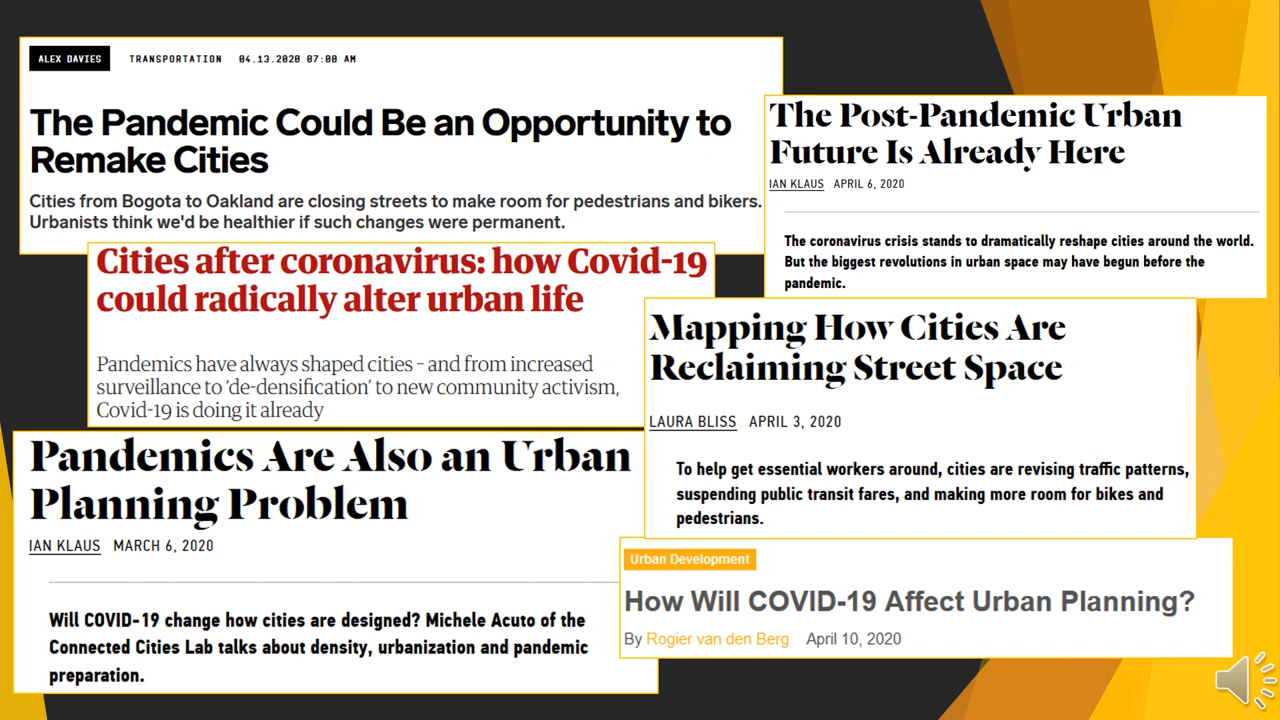 ALEX DAVIES TRANSPORTATION 04.13.2020 07:00 AM
The Pandemic Could Be an Opportunity to
Remake Cities
Cities from Bogota to Oakland are closing streets to make room for pedestrians and bikers.
Urbanists think we'd be healthier if such changes were permanent.
The Post-Pandemic Urban
Future Is Already Here
IAN KLAUS APRIL 6, 2020
The coronavirus crisis stands to dramatically reshape cities around the world.
But the biggest revolutions in urban space may have begun before the
pandemic.
Cities after coronavirus: how Covid-19
could radically alter urban life
Pandemics have always shaped cities – and from increased
surveillance to ‘de-densification’ to new community activism,
Covid-19 is doing it already
Mapping How Cities Are
Reclaiming Street Space
LAURA BLISS APRIL 3, 2020
To help get essential workers around, cities are revising traffic patterns,
suspending public transit fares, and making more room for bikes and
pedestrians.
Pandemics Are Also an Urban
Planning Problem
IAN KLAUS MARCH 6, 2020
Will COVID-19 change how cities are designed? Michele Acuto of the
Connected Cities Lab talks about density, urbanization and pandemic
preparation.
Urban Development
How Will COVID-19 Affect Urban Planning?
By Rogier van den Berg April 10, 2020